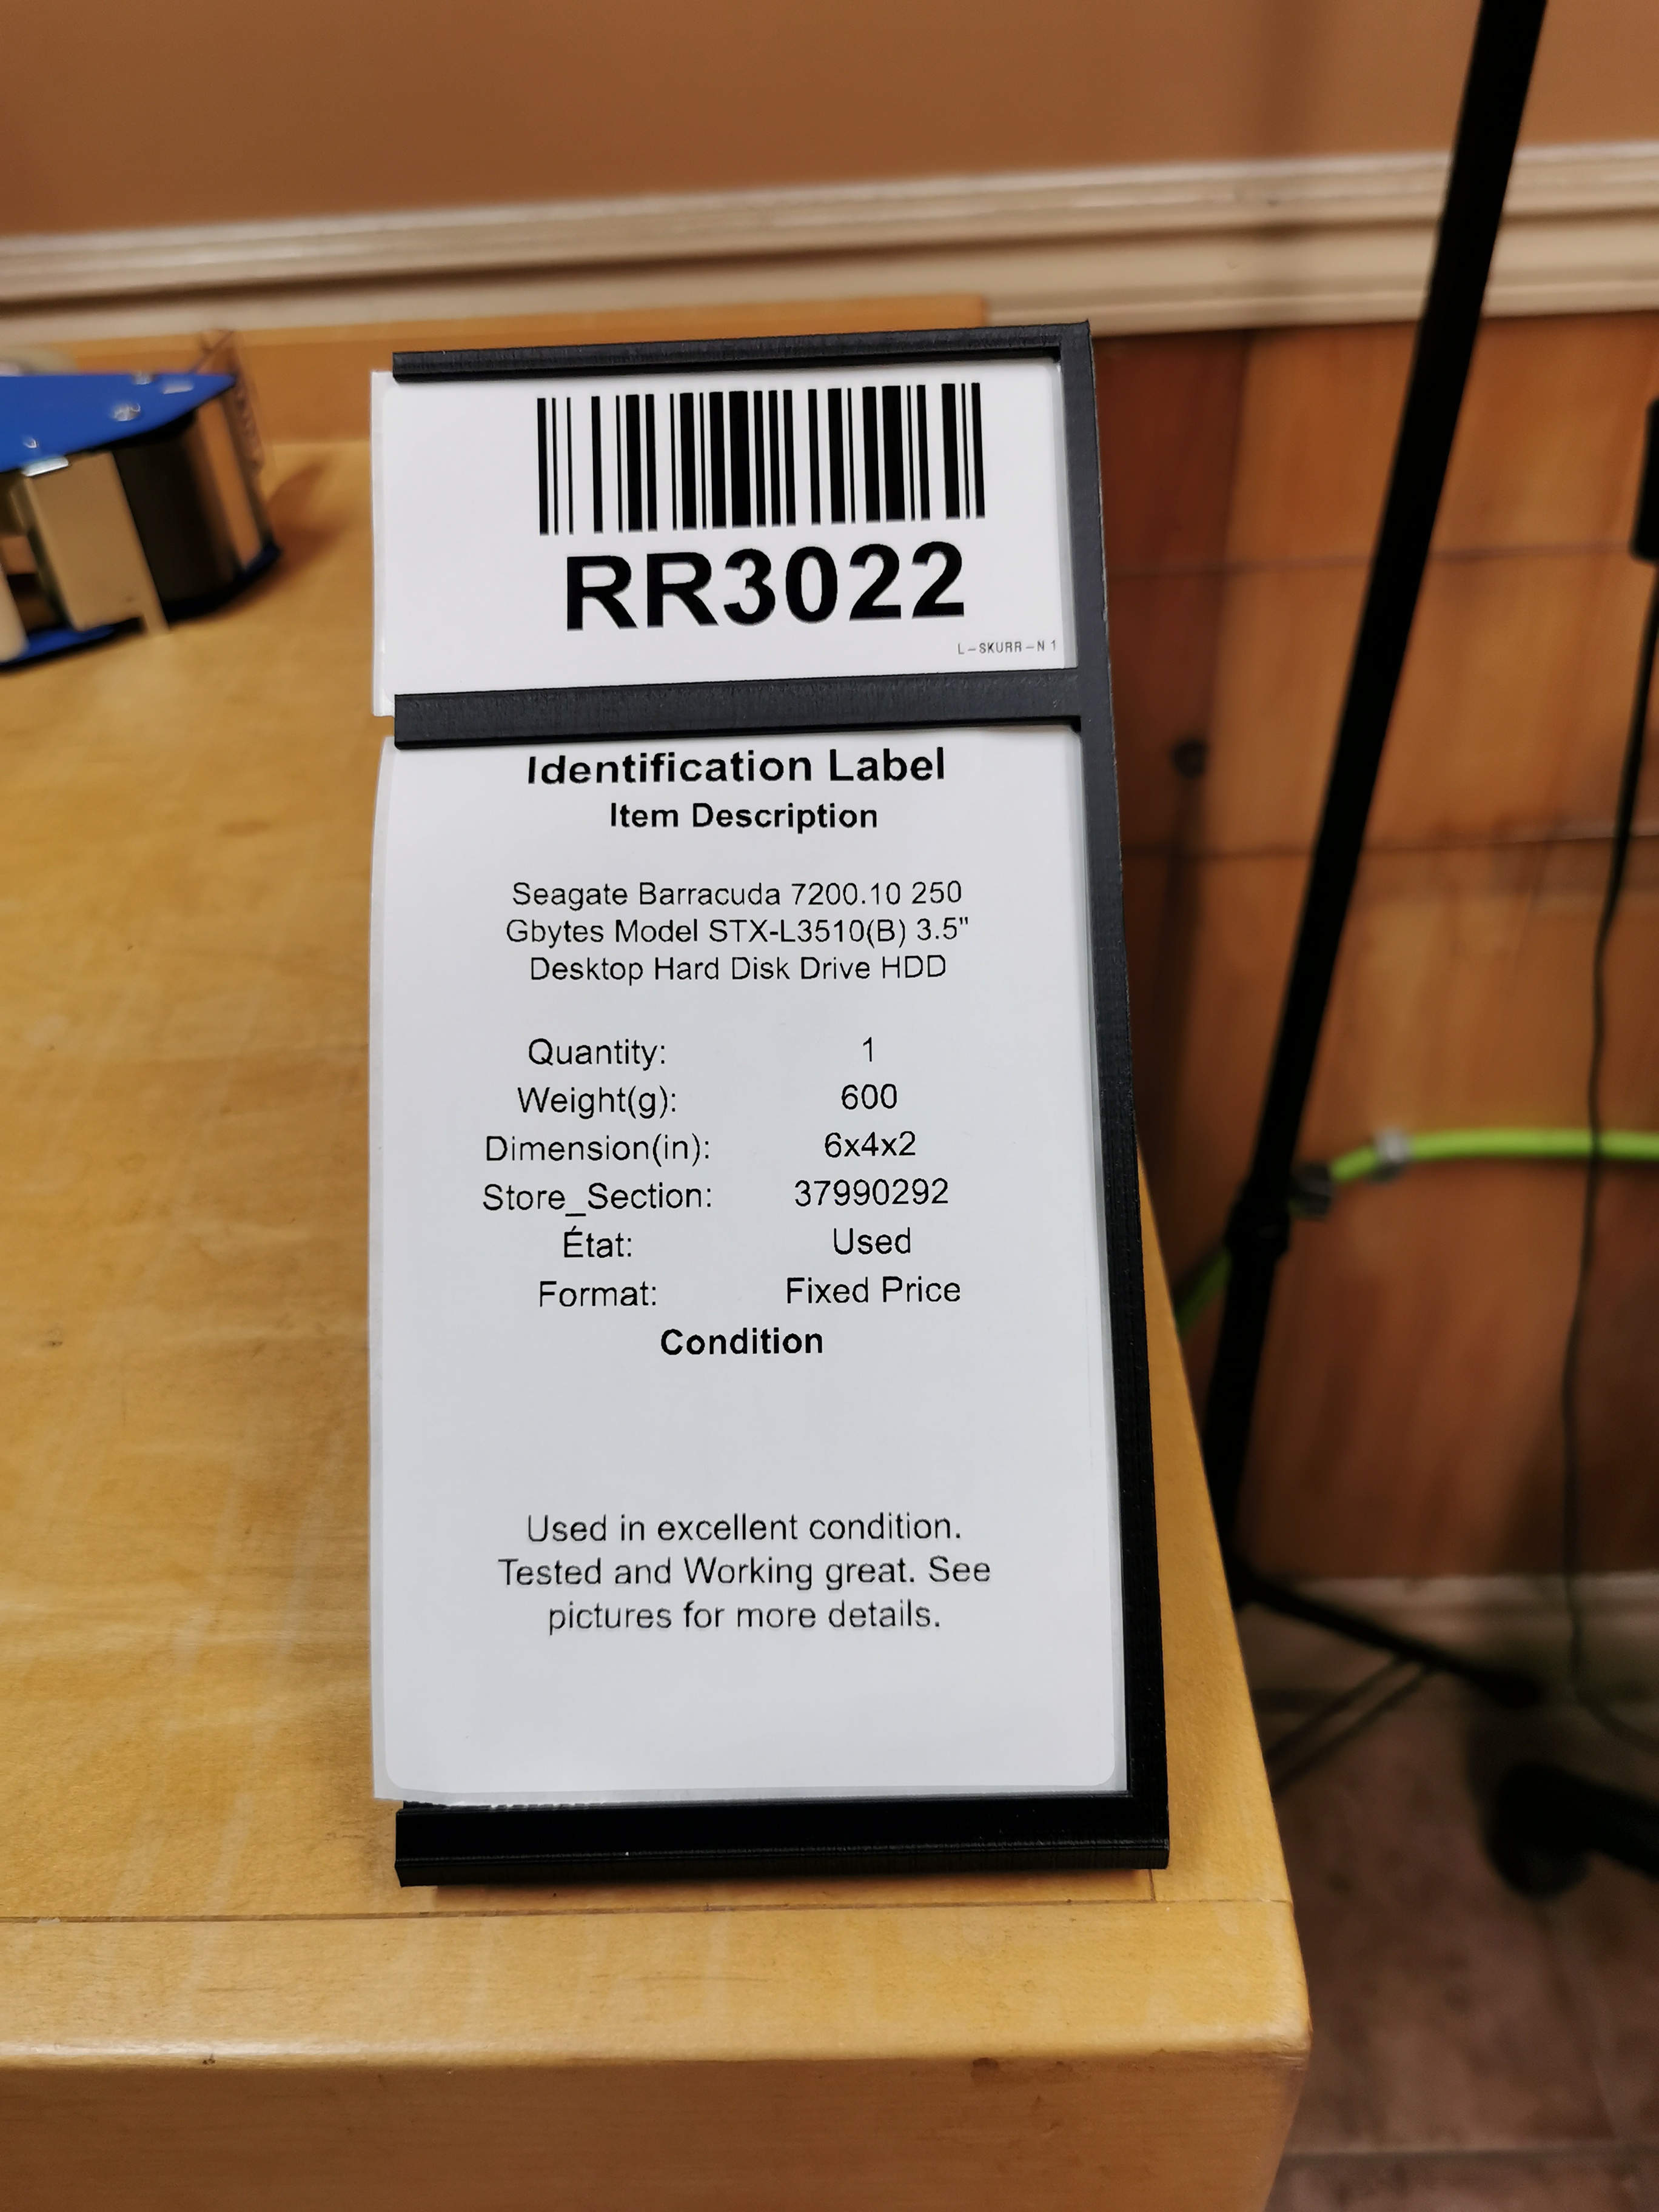 RR3022
L-SKURR-N 1
Identification Label
Item Description
Seagate Barracuda 7200.10 250
Gbytes Model STX-L3510(B) 3.5"
Desktop Hard Disk Drive HDD
Quantity: 1
Weight(g): 600
Dimension(in): 6x4x2
Store_Section: 37990292
État: Used
Format: Fixed Price
Condition
Used in excellent condition.
Tested and Working great. See
pictures for more details.